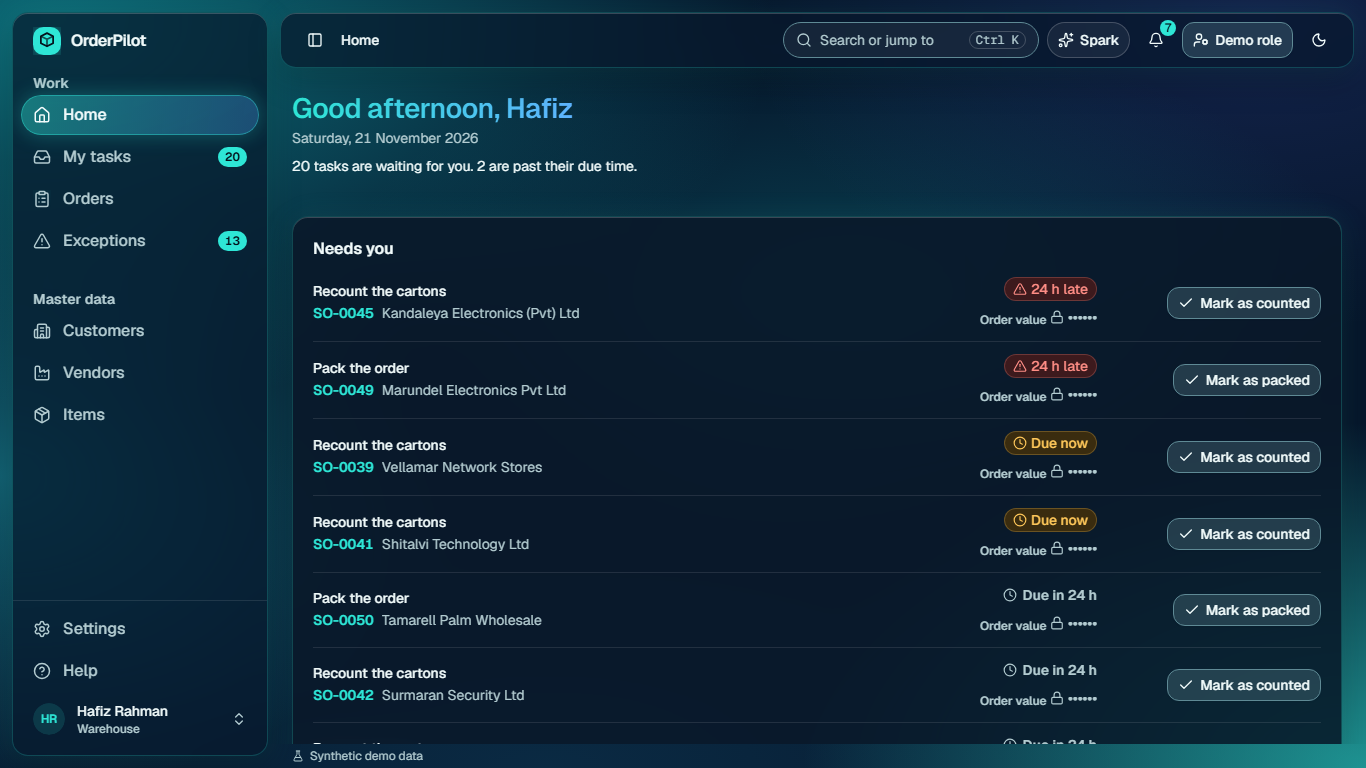 OrderPilot
Work
Home
My tasks 20
Orders
Exceptions 13
Master data
Customers
Vendors
Items
Settings
Help
HR Hafiz Rahman
Warehouse
Home
Search or jump to Ctrl K
Spark
7
Demo role
Good afternoon, Hafiz
Saturday, 21 November 2026
20 tasks are waiting for you. 2 are past their due time.
Needs you
Recount the cartons
SO-0045 Kandaleya Electronics (Pvt) Ltd
24 h late
Order value ••••••
Mark as counted
Pack the order
SO-0049 Marundel Electronics Pvt Ltd
24 h late
Order value ••••••
Mark as packed
Recount the cartons
SO-0039 Vellamar Network Stores
Due now
Order value ••••••
Mark as counted
Recount the cartons
SO-0041 Shitalvi Technology Ltd
Due now
Order value ••••••
Mark as counted
Pack the order
SO-0050 Tamarell Palm Wholesale
Due in 24 h
Order value ••••••
Mark as packed
Recount the cartons
SO-0042 Surmaran Security Ltd
Due in 24 h
Order value ••••••
Mark as counted
Due in 24 h
Synthetic demo data